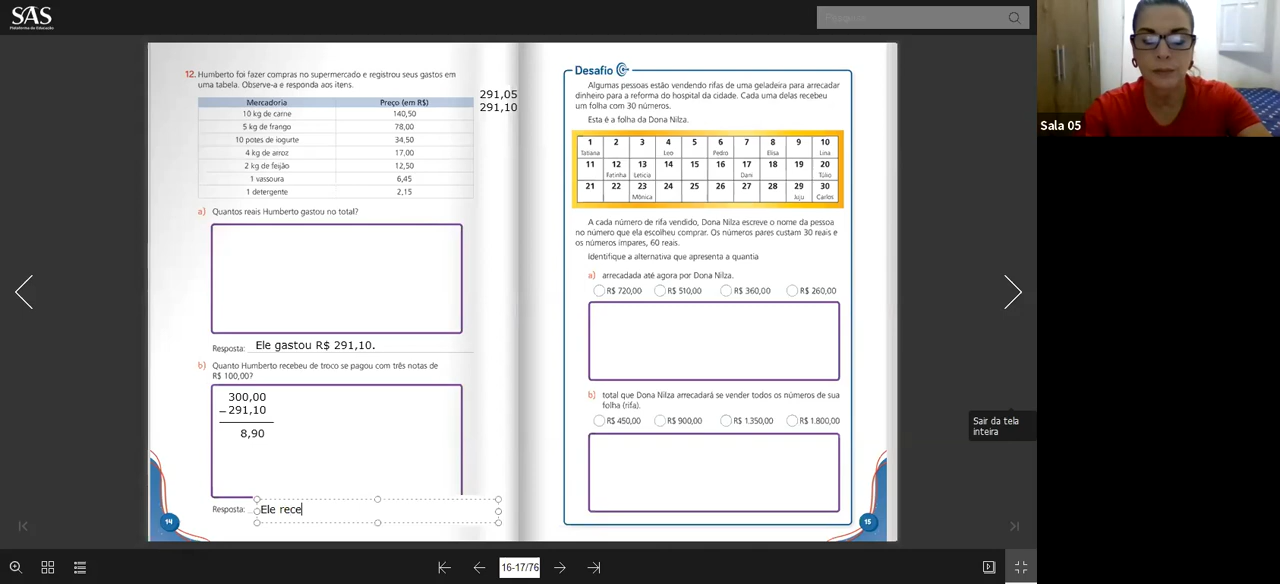 SAS
Plataforma de Educação
Sala 05
12. Humberto foi fazer compras no supermercado e registrou seus gastos em
uma tabela. Observe-a e responda aos itens.
291,05
291,10
Mercadoria Preço (em R$)
10 kg de carne 140,50
5 kg de frango 78,00
10 potes de iogurte 34,50
4 kg de arroz 17,00
2 kg de feijão 12,50
1 vassoura 6,45
1 detergente 2,15
a) Quantos reais Humberto gastou no total?
Resposta: Ele gastou R$ 291,10.
b) Quanto Humberto recebeu de troco se pagou com três notas de
R$ 100,00?
300,00
– 291,10
8,90
Resposta: Ele rece
14
Desafio
Algumas pessoas estão vendendo rifas de uma geladeira para arrecadar
dinheiro para a reforma do hospital da cidade. Cada uma delas recebeu
um folha com 30 números.
Esta é a folha da Dona Nilza.
1 2 3 4 5 6 7 8 9 10
Tatiana Leo Pedro Elisa Lina
11 12 13 14 15 16 17 18 19 20
Fatinha Letícia Dani Túlio
21 22 23 24 25 26 27 28 29 30
Mônica Juju Carlos
A cada número de rifa vendido, Dona Nilza escreve o nome da pessoa
no número que ela escolheu comprar. Os números pares custam 30 reais e
os números ímpares, 60 reais.
Identifique a alternativa que apresenta a quantia
a) arrecadada até agora por Dona Nilza.
R$ 720,00 R$ 510,00 R$ 360,00 R$ 260,00
b) total que Dona Nilza arrecadará se vender todos os números de sua
folha (rifa).
R$ 450,00 R$ 900,00 R$ 1.350,00 R$ 1.800,00
15
Sair da tela
inteira
16-17/76